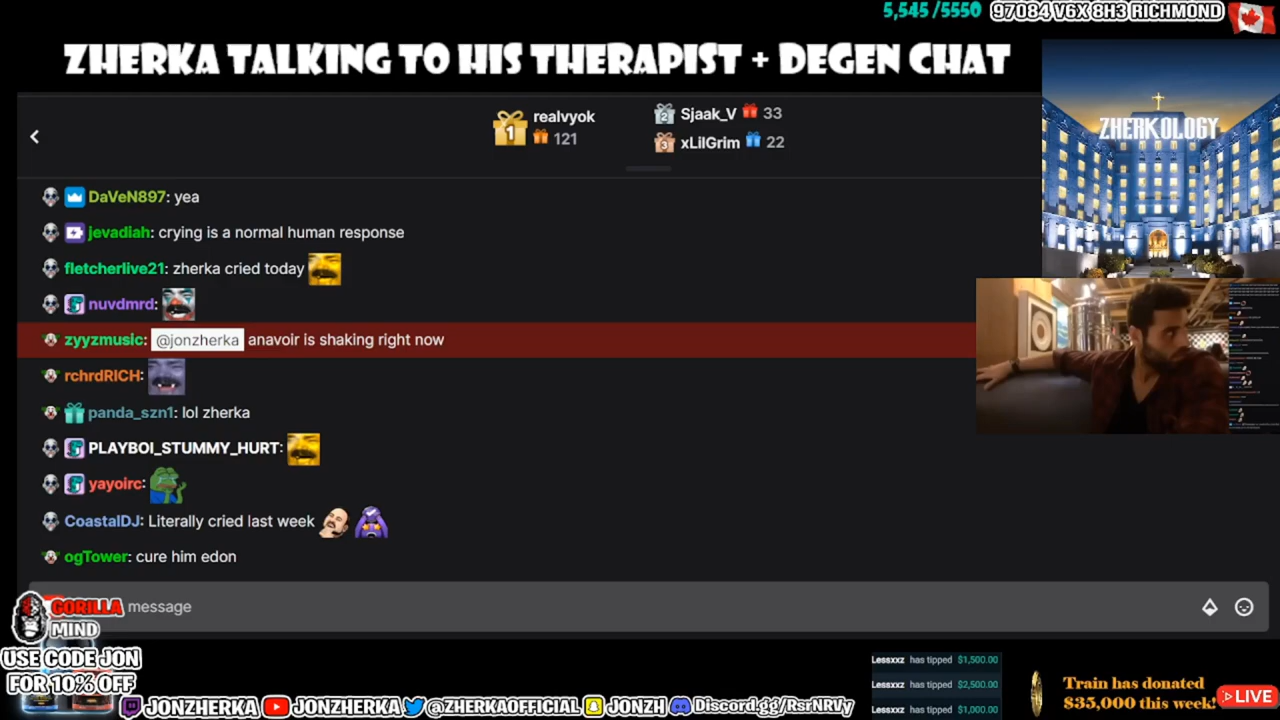 5,545 /5550
97084 V6X 8H3 RICHMOND
ZHERKA TALKING TO HIS THERAPIST + DEGEN CHAT
ZHERKOLOGY
1 realvyok
121
2 Sjaak_V 33
3 xLilGrim 22
DaVeN897: yea
jevadiah: crying is a normal human response
fletcherlive21: zherka cried today
nuvdmrd:
zyyzmusic: @jonzherka anavoir is shaking right now
rchrdRICH:
panda_szn1: lol zherka
PLAYBOI_STUMMY_HURT:
yayoirc:
CoastalDJ: Literally cried last week
ogTower: cure him edon
message
GORILLA
MIND
USE CODE JON
FOR 10% OFF
JONZHERKA JONZHERKA @ZHERKAOFFICIAL JONZH Discord.gg/RsrNRVy
Lessxxz has tipped $1,500.00
Lessxxz has tipped $2,500.00
Lessxxz has tipped $1,000.00
Train has donated
$35,000 this week!
LIVE